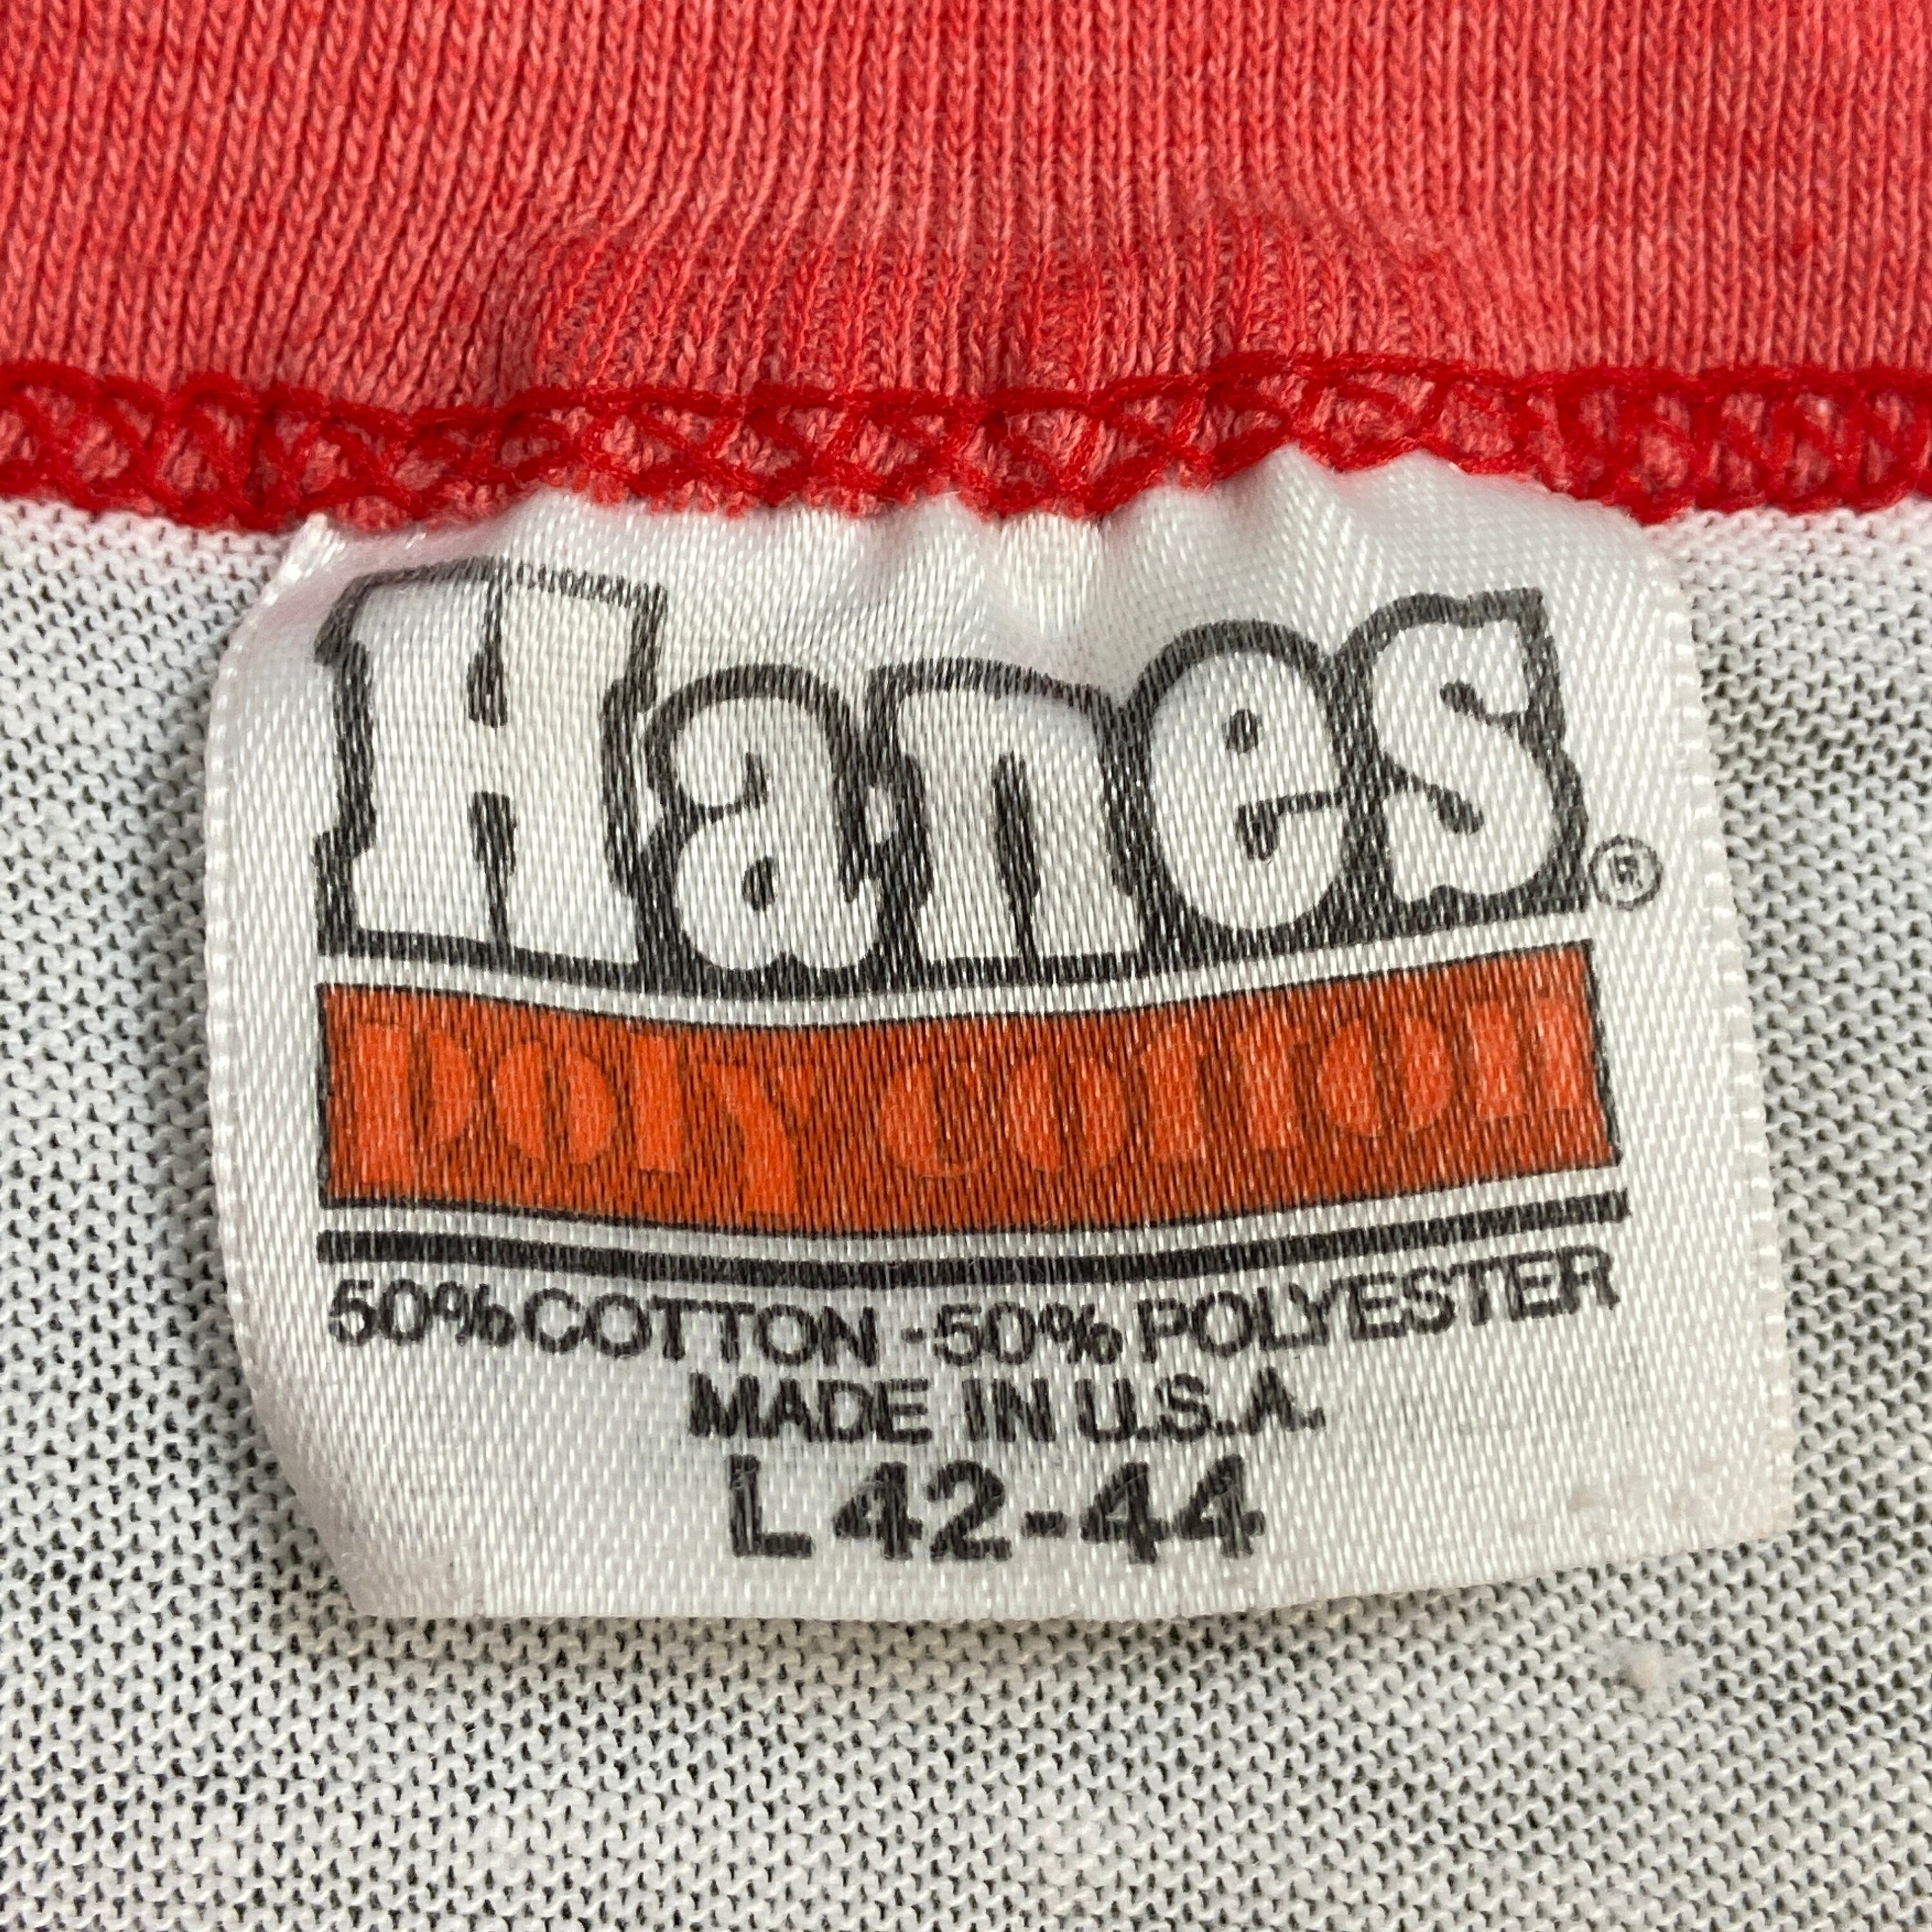 Hanes®
poly cotton
50% COTTON - 50% POLYESTER
MADE IN U.S.A.
L 42-44